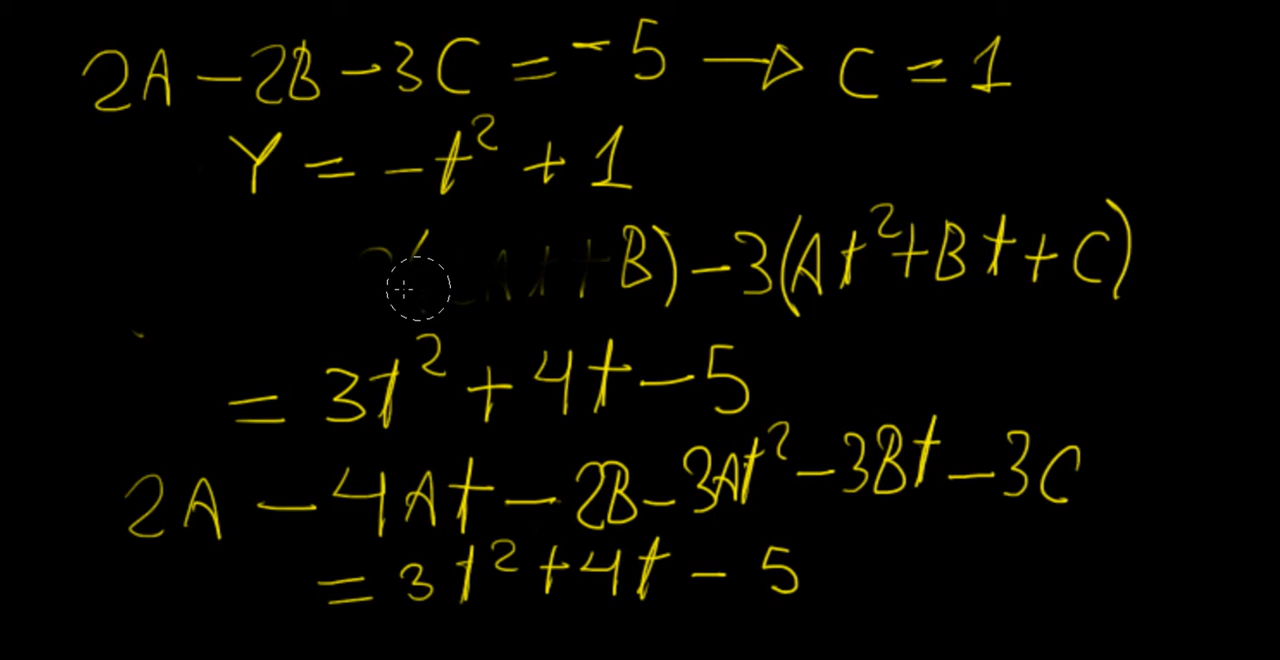 2A - 2B - 3C = -5 → C = 1
Y = -t² + 1
B) - 3(At² + Bt + C)
= 3t² + 4t - 5
2A - 4At - 2B - 3At² - 3Bt - 3C
= 3t² + 4t - 5